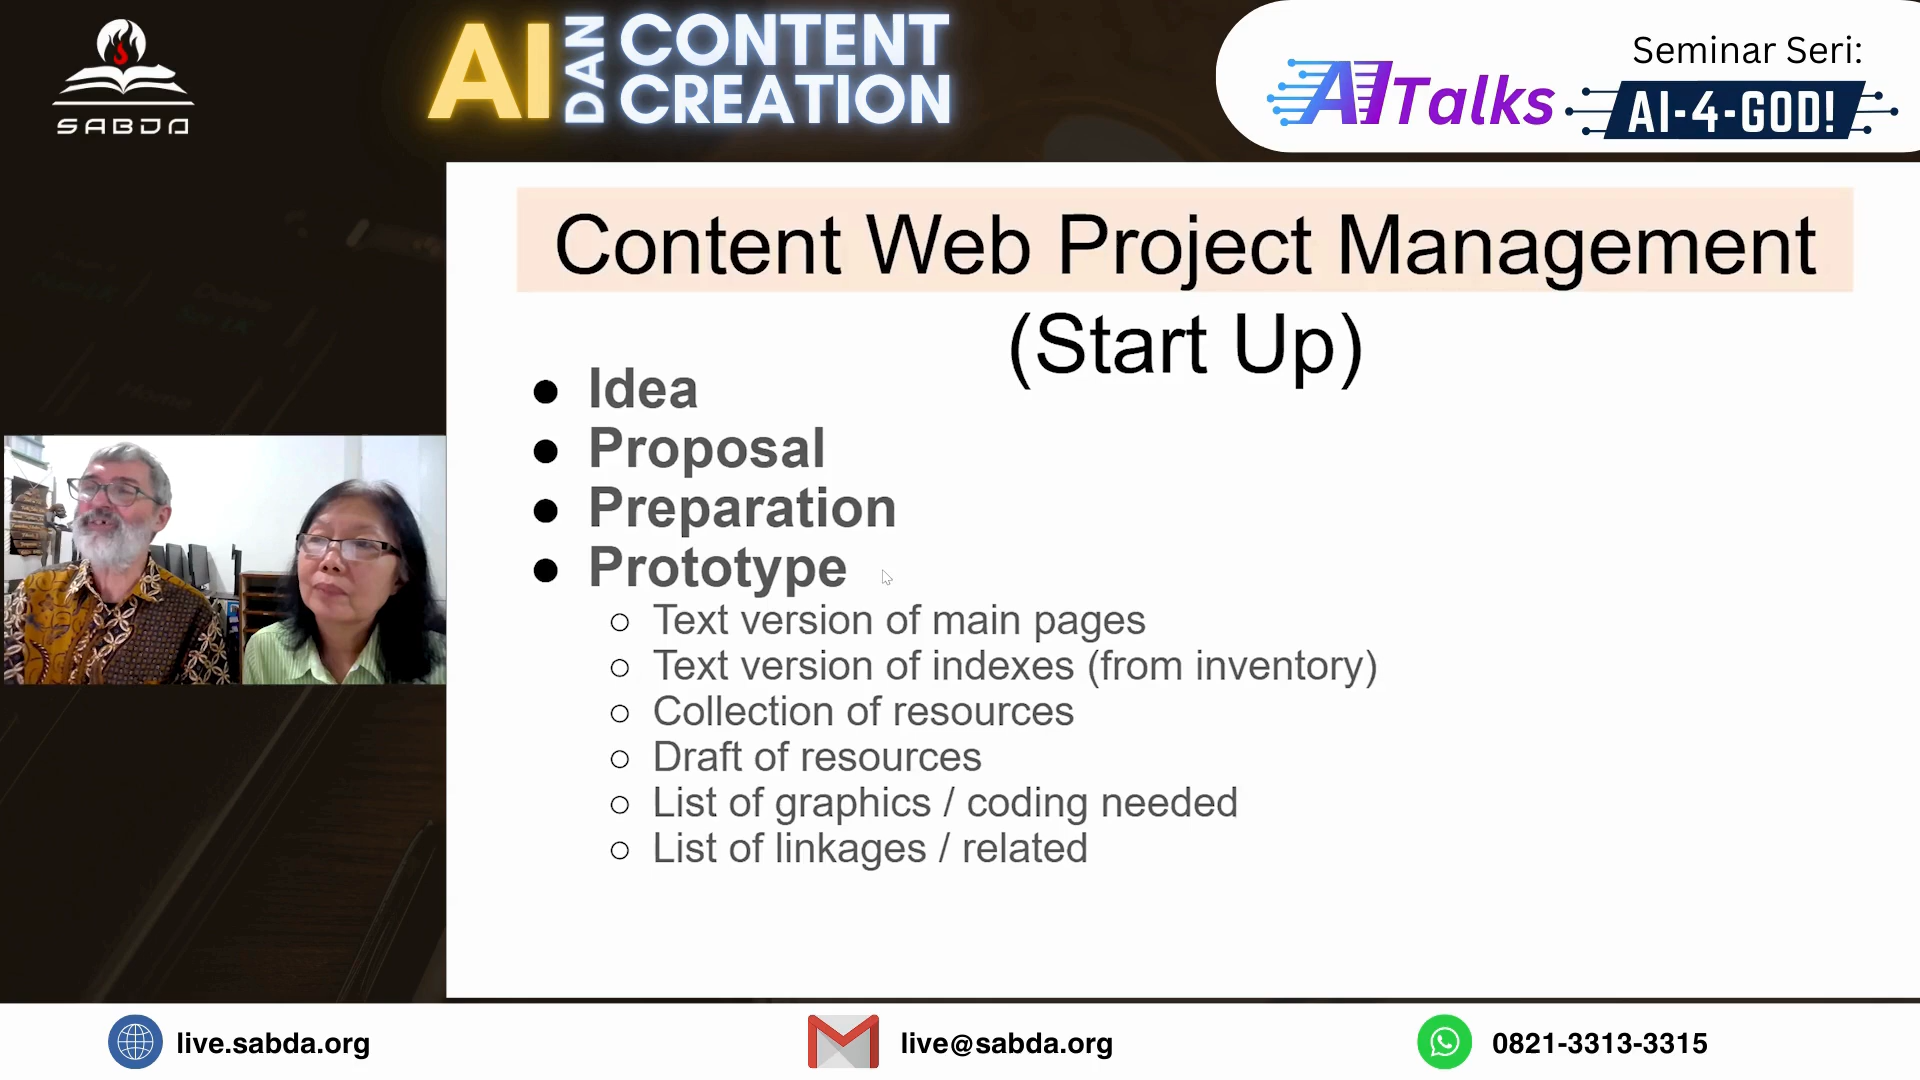 SABDA
AI DAN CONTENT CREATION
AI Talks
Seminar Seri:
AI-4-GOD!
Content Web Project Management
(Start Up)
● Idea
● Proposal
● Preparation
● Prototype
○ Text version of main pages
○ Text version of indexes (from inventory)
○ Collection of resources
○ Draft of resources
○ List of graphics / coding needed
○ List of linkages / related
live.sabda.org
live@sabda.org
0821-3313-3315